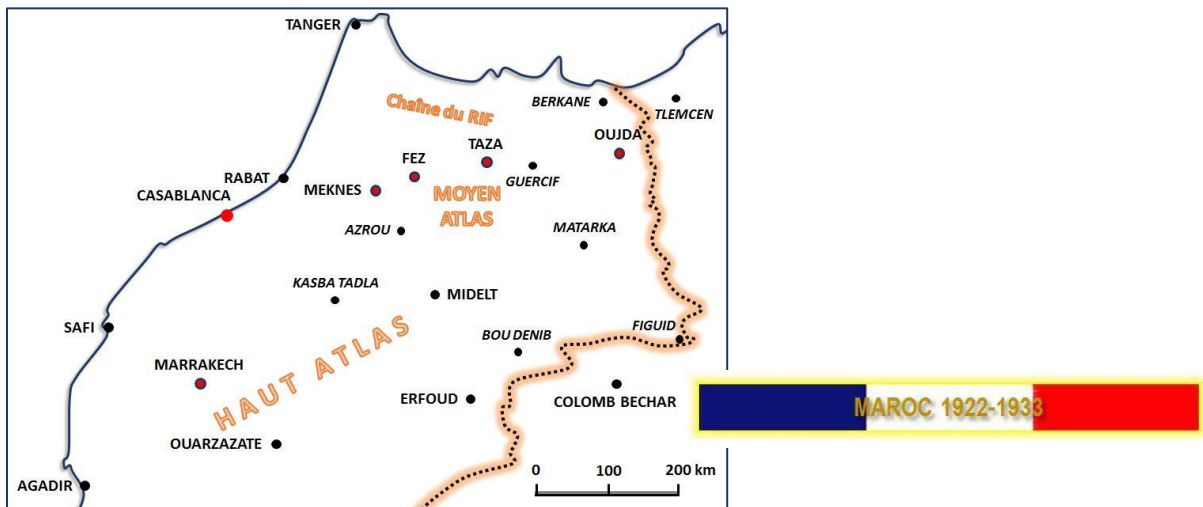 TANGER
Chaîne du RIF
BERKANE
TLEMCEN
TAZA
OUJDA
FEZ
GUERCIF
RABAT
MEKNES
CASABLANCA
MOYEN
ATLAS
AZROU
MATARKA
KASBA TADLA
MIDELT
SAFI
BOU DENIB
FIGUID
HAUT ATLAS
MARRAKECH
ERFOUD
COLOMB BECHAR
MAROC 1922-1933
OUARZAZATE
0 100 200 km
AGADIR